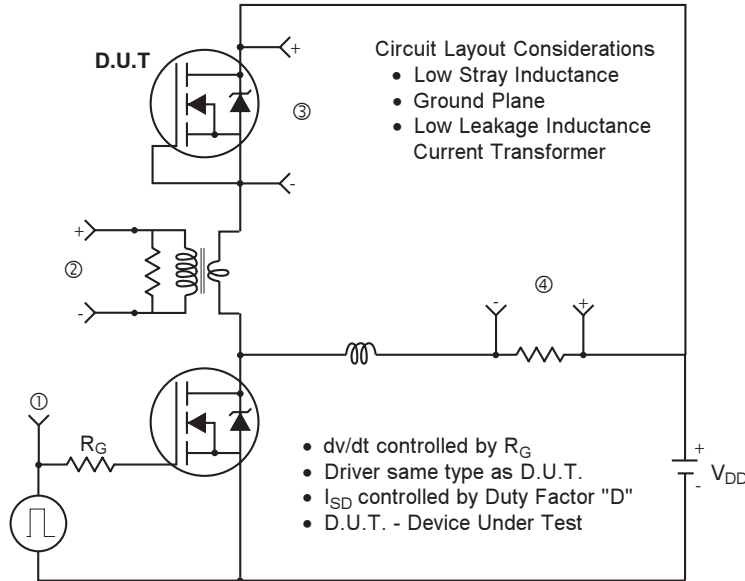 D.U.T
+
③
-
Circuit Layout Considerations
• Low Stray Inductance
• Ground Plane
• Low Leakage Inductance
Current Transformer
+
②
-
- ④ +
①
R_G
• dv/dt controlled by R_G
• Driver same type as D.U.T.
• I_SD controlled by Duty Factor "D"
• D.U.T. - Device Under Test
+
V_DD
-